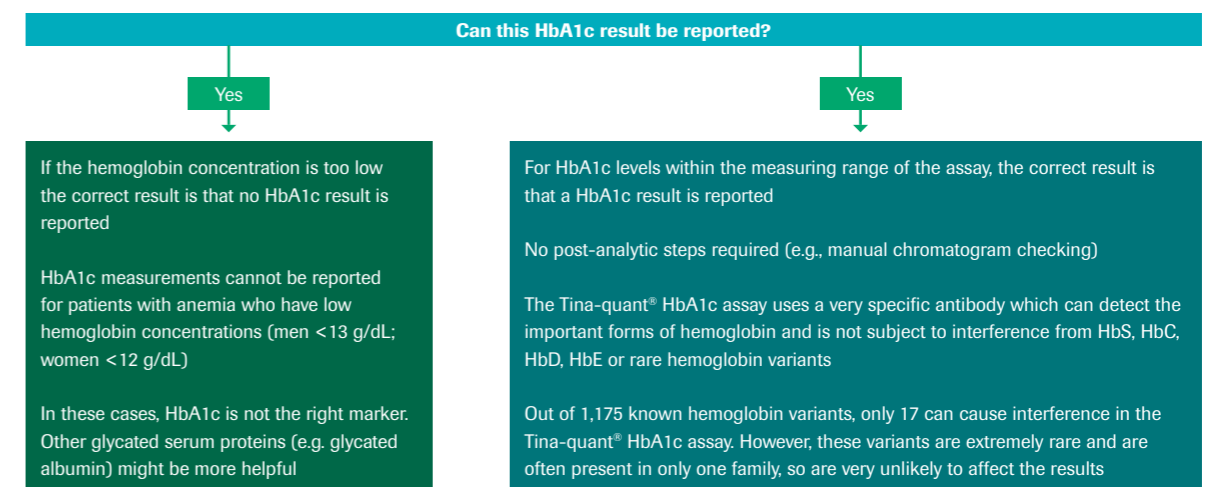 Can this HbA1c result be reported?
Yes
Yes
If the hemoglobin concentration is too low
the correct result is that no HbA1c result is
reported
HbA1c measurements cannot be reported
for patients with anemia who have low
hemoglobin concentrations (men <13 g/dL;
women <12 g/dL)
In these cases, HbA1c is not the right marker.
Other glycated serum proteins (e.g. glycated
albumin) might be more helpful
For HbA1c levels within the measuring range of the assay, the correct result is
that a HbA1c result is reported
No post-analytic steps required (e.g., manual chromatogram checking)
The Tina-quant® HbA1c assay uses a very specific antibody which can detect the
important forms of hemoglobin and is not subject to interference from HbS, HbC,
HbD, HbE or rare hemoglobin variants
Out of 1,175 known hemoglobin variants, only 17 can cause interference in the
Tina-quant® HbA1c assay. However, these variants are extremely rare and are
often present in only one family, so are very unlikely to affect the results